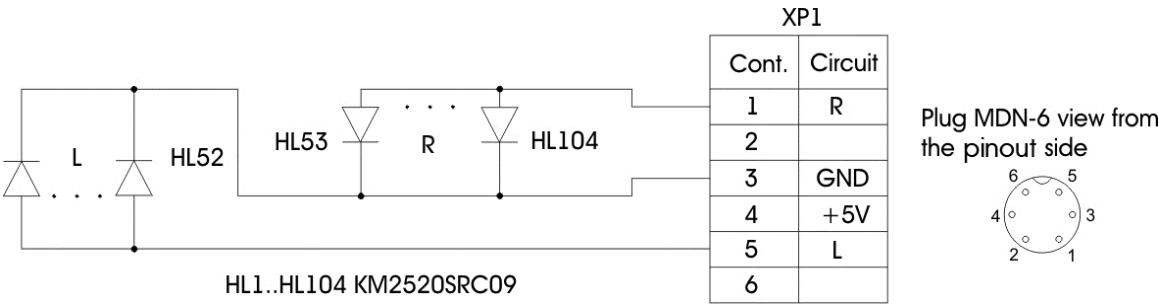 XP1
Cont. Circuit
1 R
2
3 GND
4 +5V
5 L
6
L
HL52
HL53
R
HL104
HL1..HL104 KM2520SRC09
Plug MDN-6 view from
the pinout side
6 5
4 3
2 1